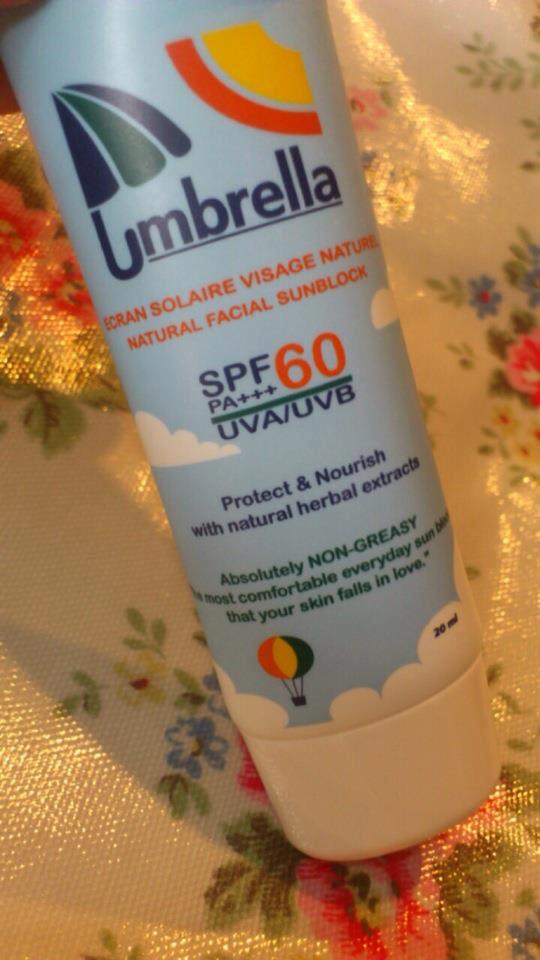 Umbrella
ECRAN SOLAIRE VISAGE NATUREL
NATURAL FACIAL SUNBLOCK
SPF60
PA+++
UVA/UVB
Protect & Nourish
with natural herbal extracts
Absolutely NON-GREASY
most comfortable everyday sun
that your skin falls in love."
20 ml